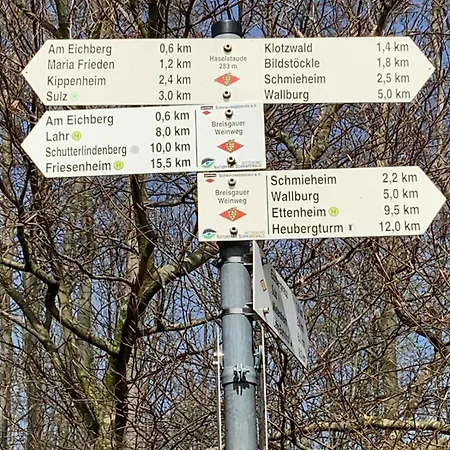 Am Eichberg 0,6 km
Maria Frieden 1,2 km
Kippenheim 2,4 km
Sulz H 3,0 km
Haselstaude
283 m
Klotzwald 1,4 km
Bildstöckle 1,8 km
Schmieheim 2,5 km
Wallburg 5,0 km
Am Eichberg 0,6 km
Lahr H 8,0 km
Schutterlindenberg 10,0 km
Friesenheim H 15,5 km
Breisgauer
Weinweg
Breisgauer
Weinweg
Schmieheim 2,2 km
Wallburg 5,0 km
Ettenheim H 9,5 km
Heubergturm 12,0 km